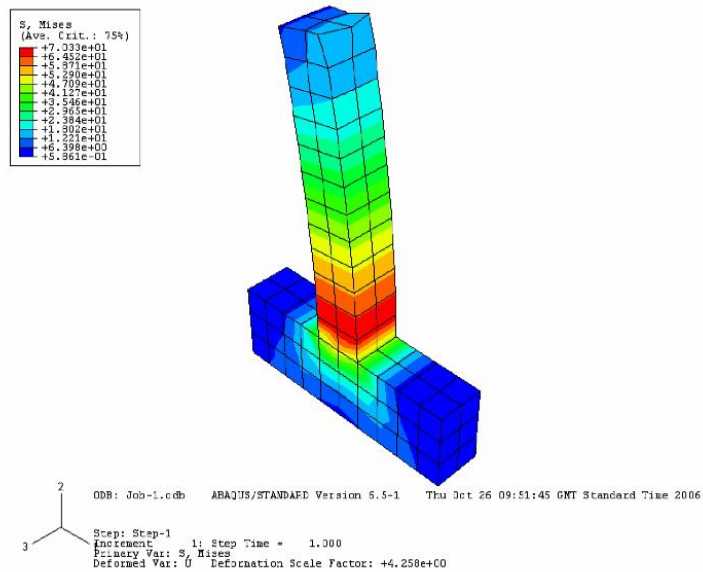 S, Mises
(Ave. Crit.: 75%)
+7.033e+01
+6.452e+01
+5.871e+01
+5.290e+01
+4.709e+01
+4.127e+01
+3.546e+01
+2.965e+01
+2.384e+01
+1.802e+01
+1.221e+01
+6.398e+00
+5.861e-01
2
3
ODB: Job-1.odb ABAQUS/STANDARD Version 6.5-1 Thu Oct 26 09:51:45 GMT Standard Time 2006
Step: Step-1
Increment 1: Step Time = 1.000
Primary Var: S, Mises
Deformed Var: U Deformation Scale Factor: +4.258e+00